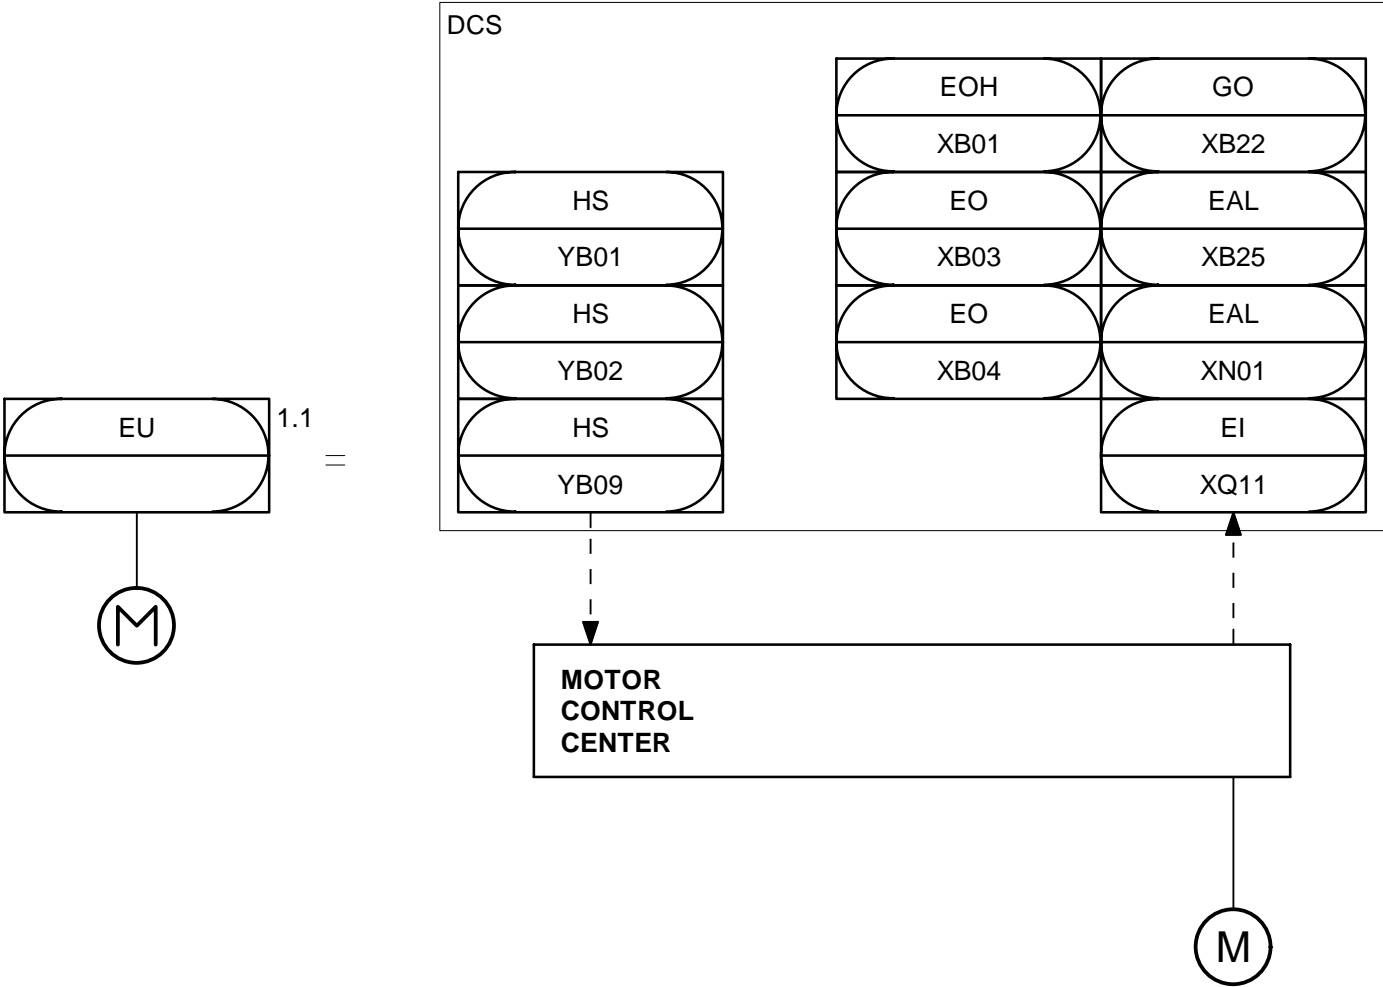 DCS
EOH GO
XB01 XB22
HS EO EAL
YB01 XB03 XB25
HS EO EAL
YB02 XB04 XN01
EU 1.1 = HS EI
YB09 XQ11
M
MOTOR
CONTROL
CENTER
M